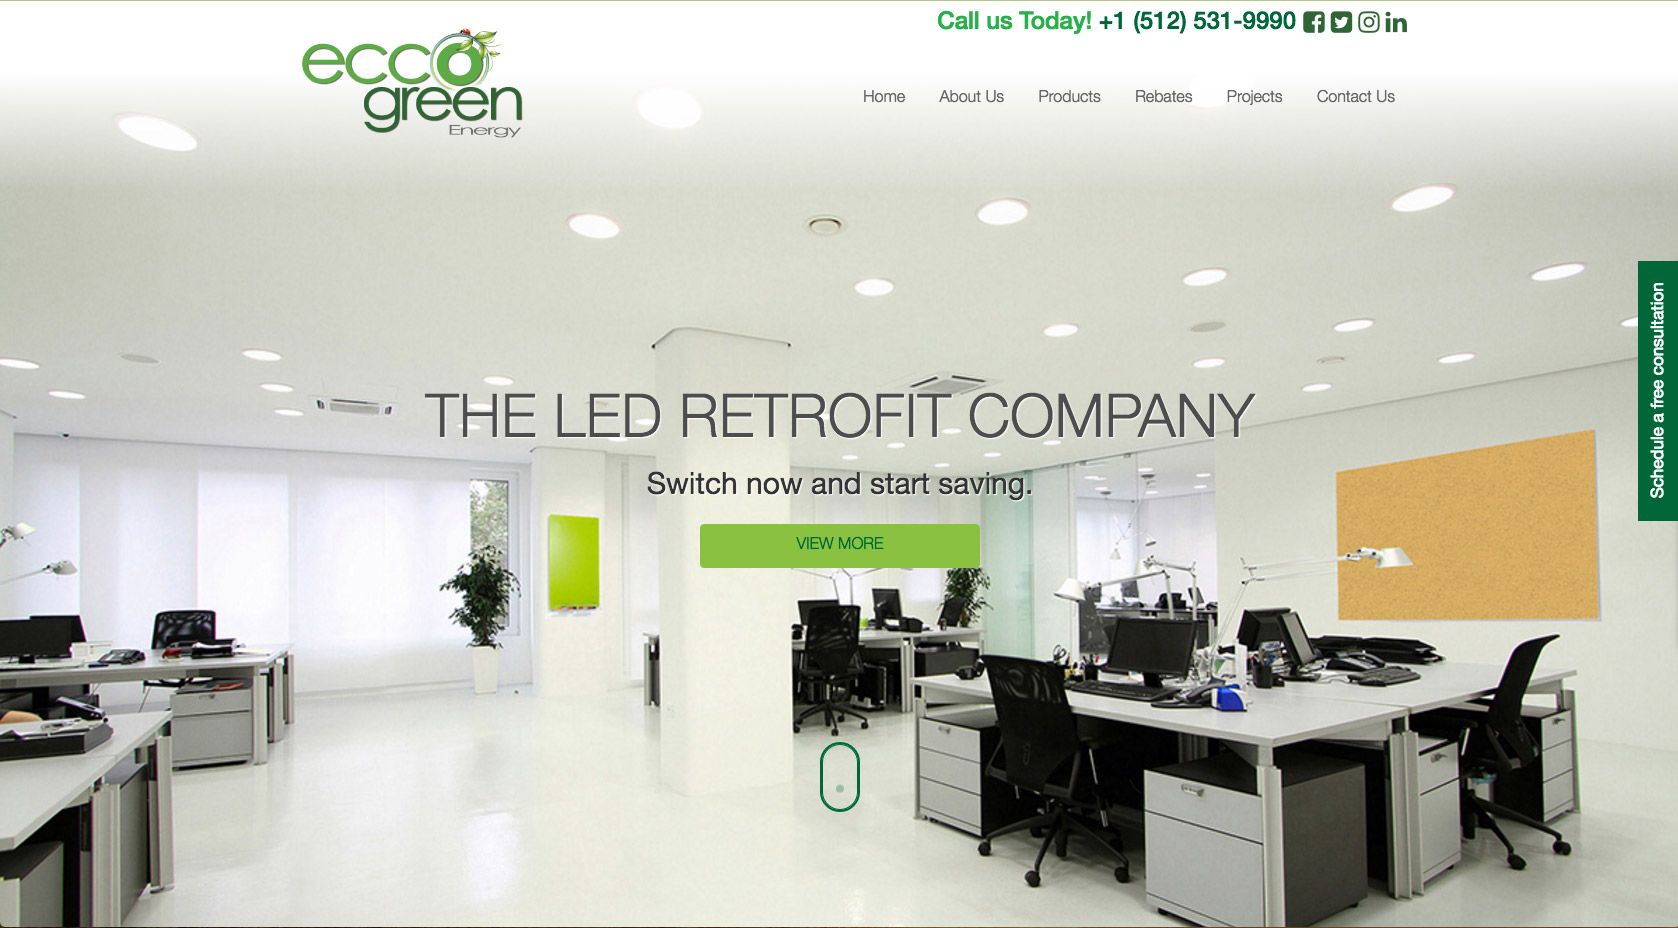 Call us Today! +1 (512) 531-9990
ecco
green
Energy
Home About Us Products Rebates Projects Contact Us
Schedule a free consultation
THE LED RETROFIT COMPANY
Switch now and start saving.
VIEW MORE